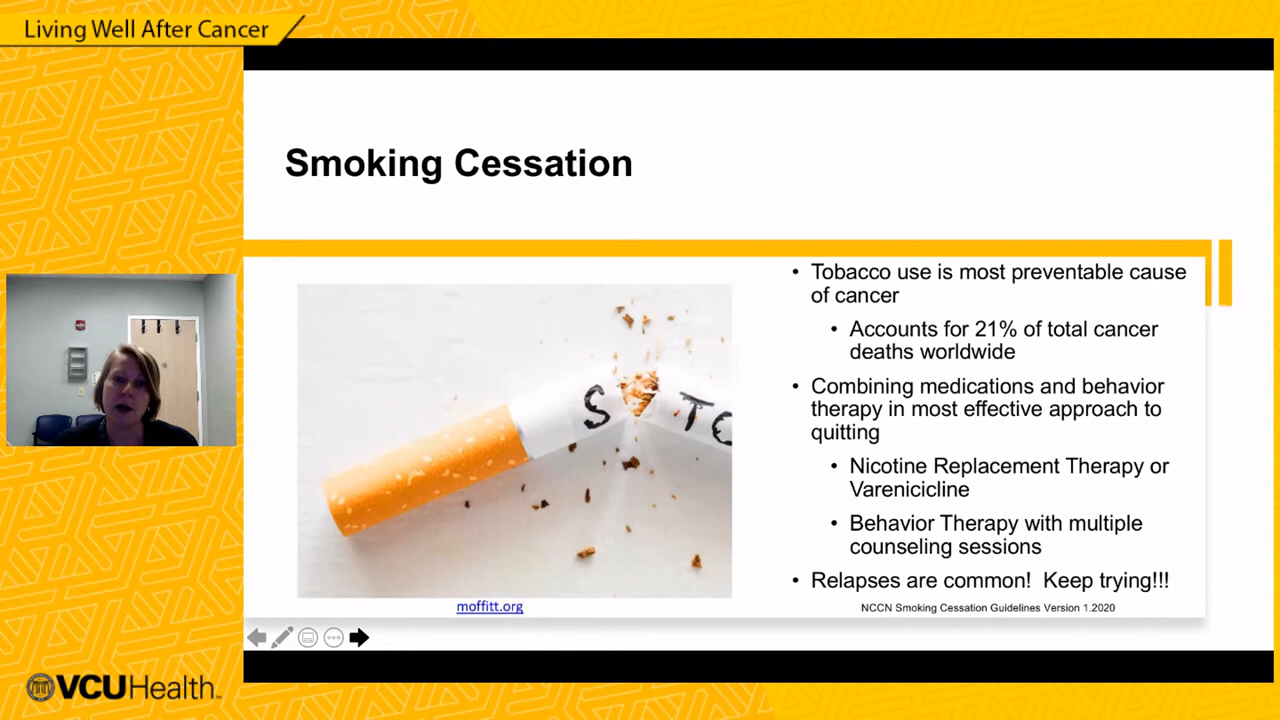 Living Well After Cancer
Smoking Cessation
• Tobacco use is most preventable cause
of cancer
• Accounts for 21% of total cancer
deaths worldwide
• Combining medications and behavior
therapy in most effective approach to
quitting
• Nicotine Replacement Therapy or
Varenicicline
• Behavior Therapy with multiple
counseling sessions
• Relapses are common!  Keep trying!!!
S TO
moffitt.org
NCCN Smoking Cessation Guidelines Version 1.2020
VCUHealth